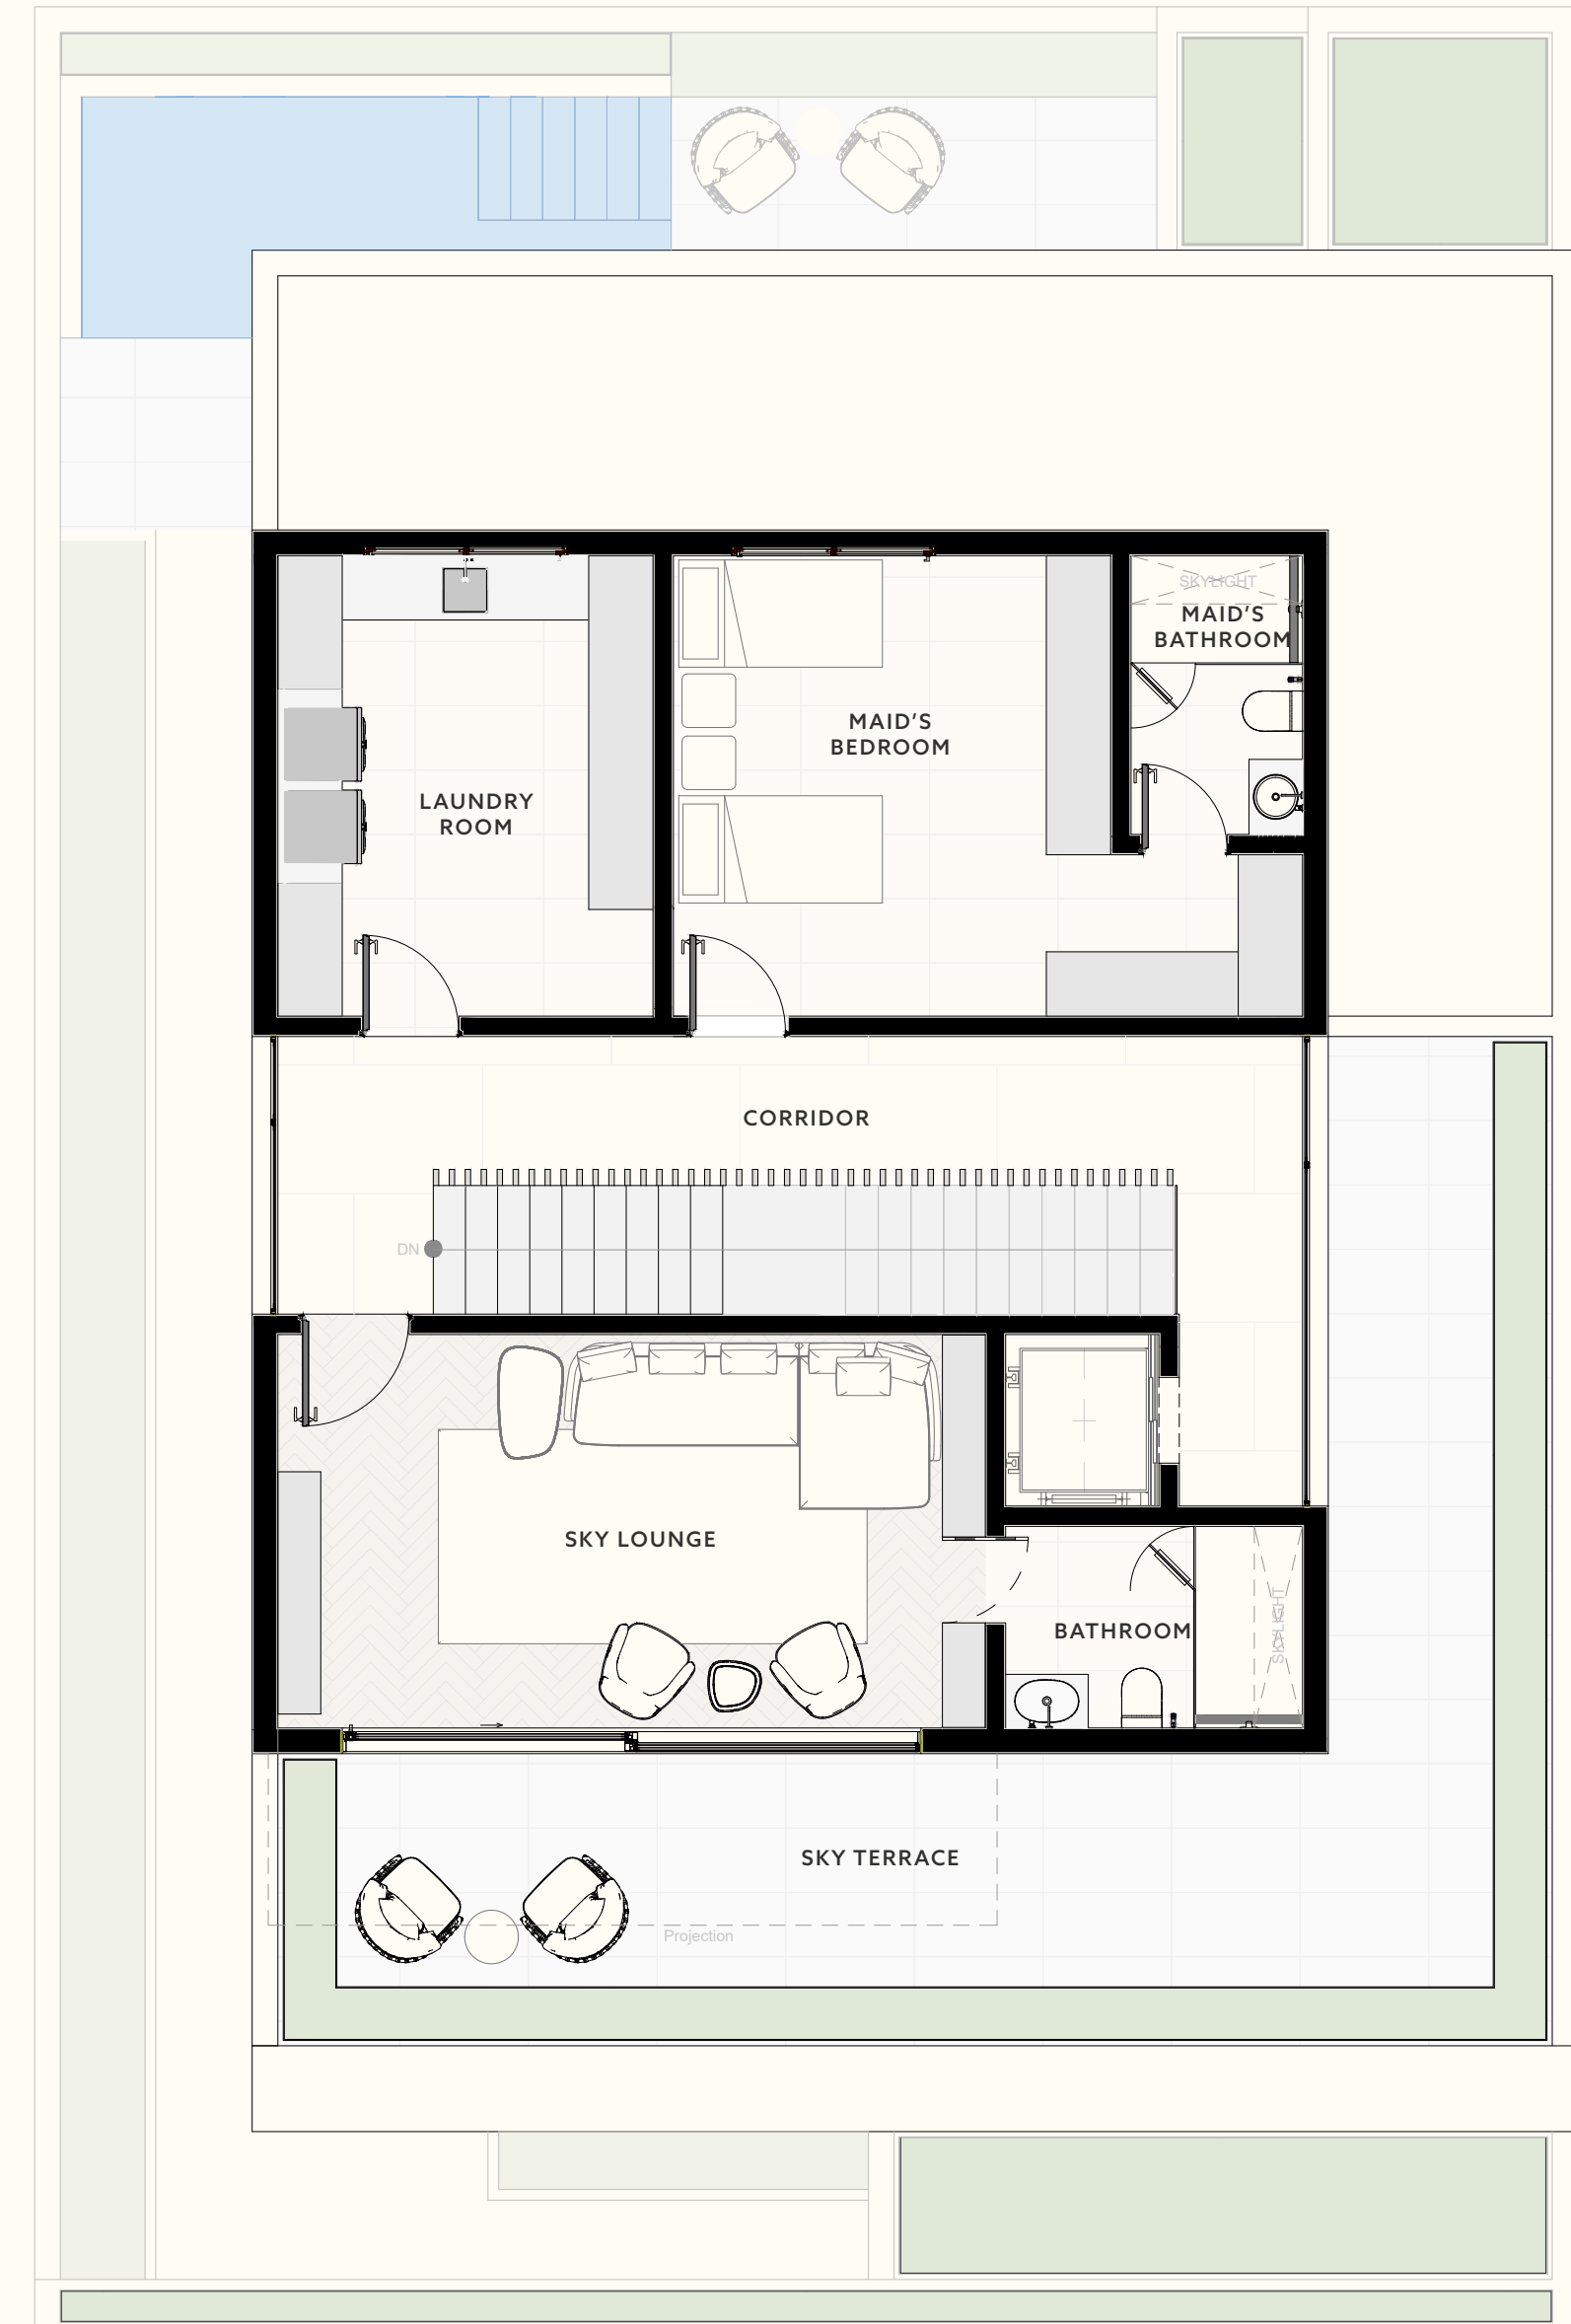 SKYLIGHT
MAID'S
BATHROOM
MAID'S
BEDROOM
LAUNDRY
ROOM
CORRIDOR
DN
SKY LOUNGE
BATHROOM
SKYLIGHT
SKY TERRACE
Projection